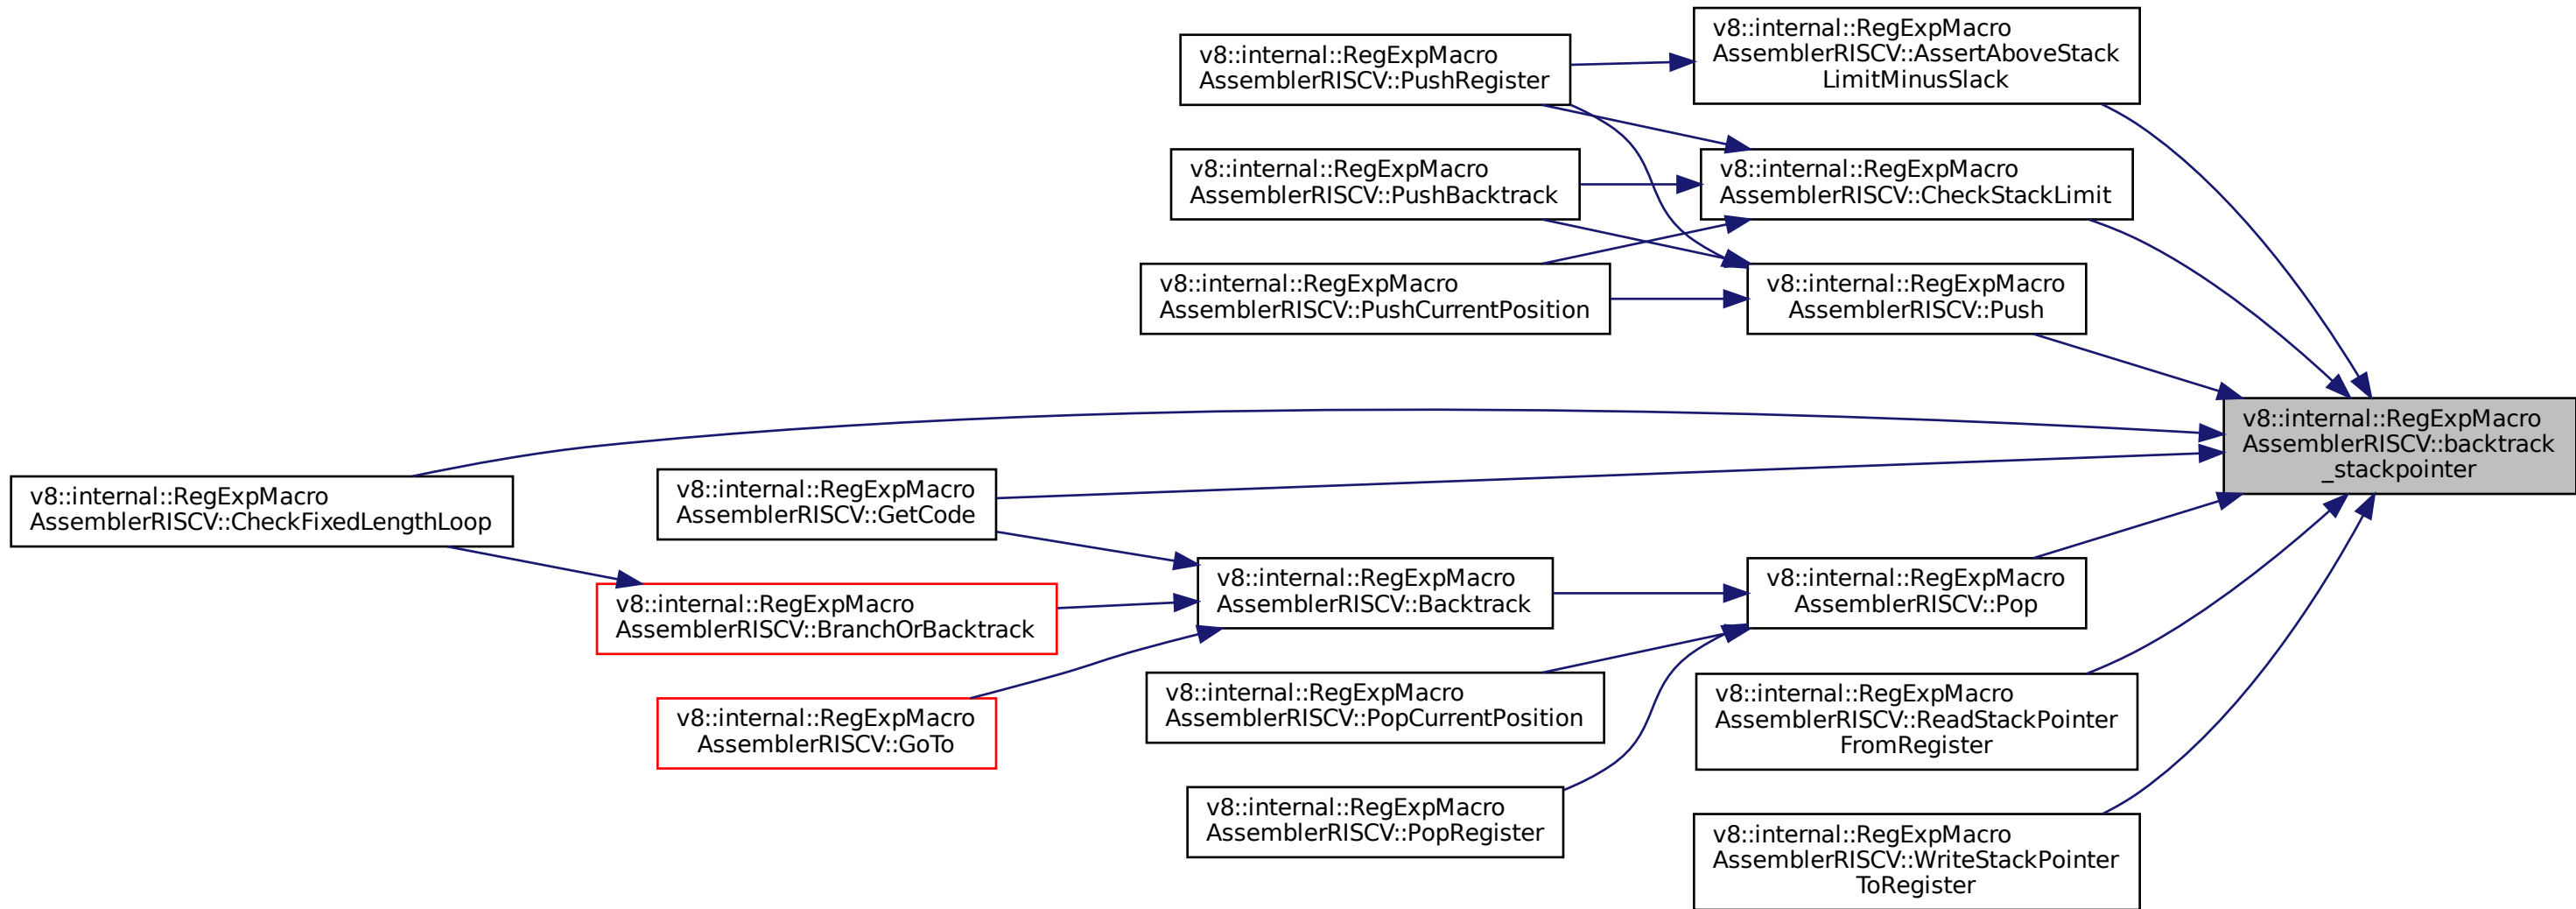 v8::internal::RegExpMacro
AssemblerRISCV::AssertAboveStack
LimitMinusSlack
v8::internal::RegExpMacro
AssemblerRISCV::PushRegister
v8::internal::RegExpMacro
AssemblerRISCV::CheckStackLimit
v8::internal::RegExpMacro
AssemblerRISCV::PushBacktrack
v8::internal::RegExpMacro
AssemblerRISCV::Push
v8::internal::RegExpMacro
AssemblerRISCV::PushCurrentPosition
v8::internal::RegExpMacro
AssemblerRISCV::backtrack
_stackpointer
v8::internal::RegExpMacro
AssemblerRISCV::CheckFixedLengthLoop
v8::internal::RegExpMacro
AssemblerRISCV::GetCode
v8::internal::RegExpMacro
AssemblerRISCV::BranchOrBacktrack
v8::internal::RegExpMacro
AssemblerRISCV::Backtrack
v8::internal::RegExpMacro
AssemblerRISCV::Pop
v8::internal::RegExpMacro
AssemblerRISCV::GoTo
v8::internal::RegExpMacro
AssemblerRISCV::PopCurrentPosition
v8::internal::RegExpMacro
AssemblerRISCV::ReadStackPointer
FromRegister
v8::internal::RegExpMacro
AssemblerRISCV::PopRegister
v8::internal::RegExpMacro
AssemblerRISCV::WriteStackPointer
ToRegister